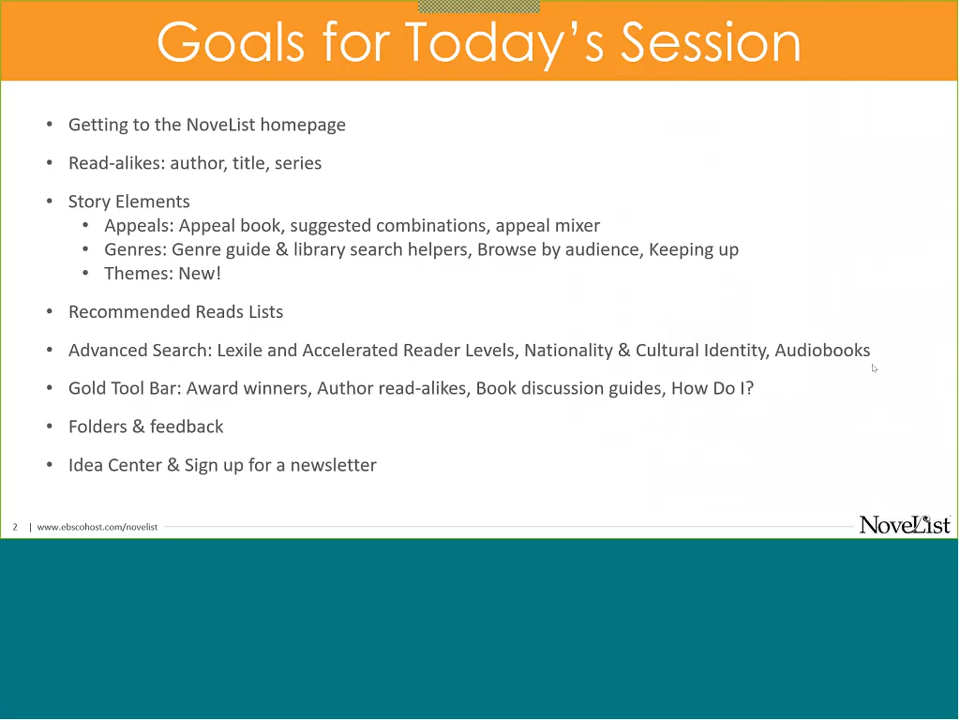 Goals for Today’s Session
• Getting to the NoveList homepage
• Read-alikes: author, title, series
• Story Elements
• Appeals: Appeal book, suggested combinations, appeal mixer
• Genres: Genre guide & library search helpers, Browse by audience, Keeping up
• Themes: New!
• Recommended Reads Lists
• Advanced Search: Lexile and Accelerated Reader Levels, Nationality & Cultural Identity, Audiobooks
• Gold Tool Bar: Award winners, Author read-alikes, Book discussion guides, How Do I?
• Folders & feedback
• Idea Center & Sign up for a newsletter
2 | www.ebscohost.com/novelist
NoveList